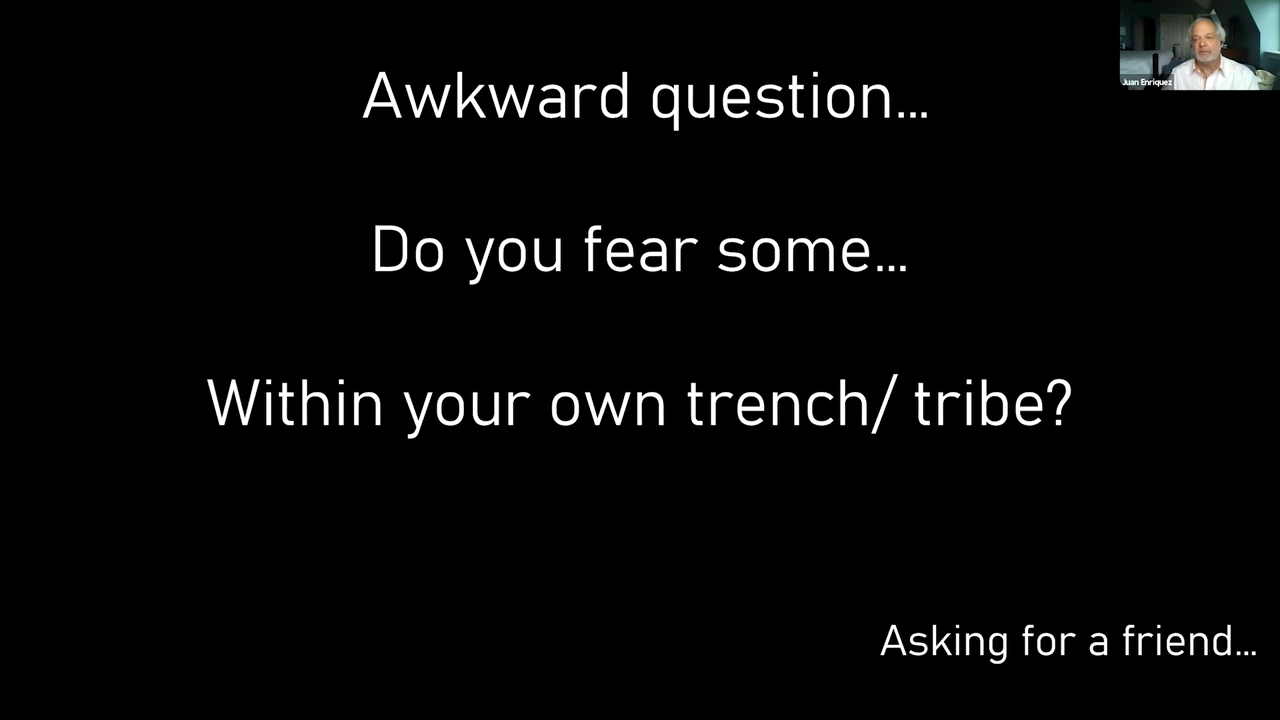 Awkward question...
Do you fear some...
Within your own trench/ tribe?
Asking for a friend...
Juan Enriquez